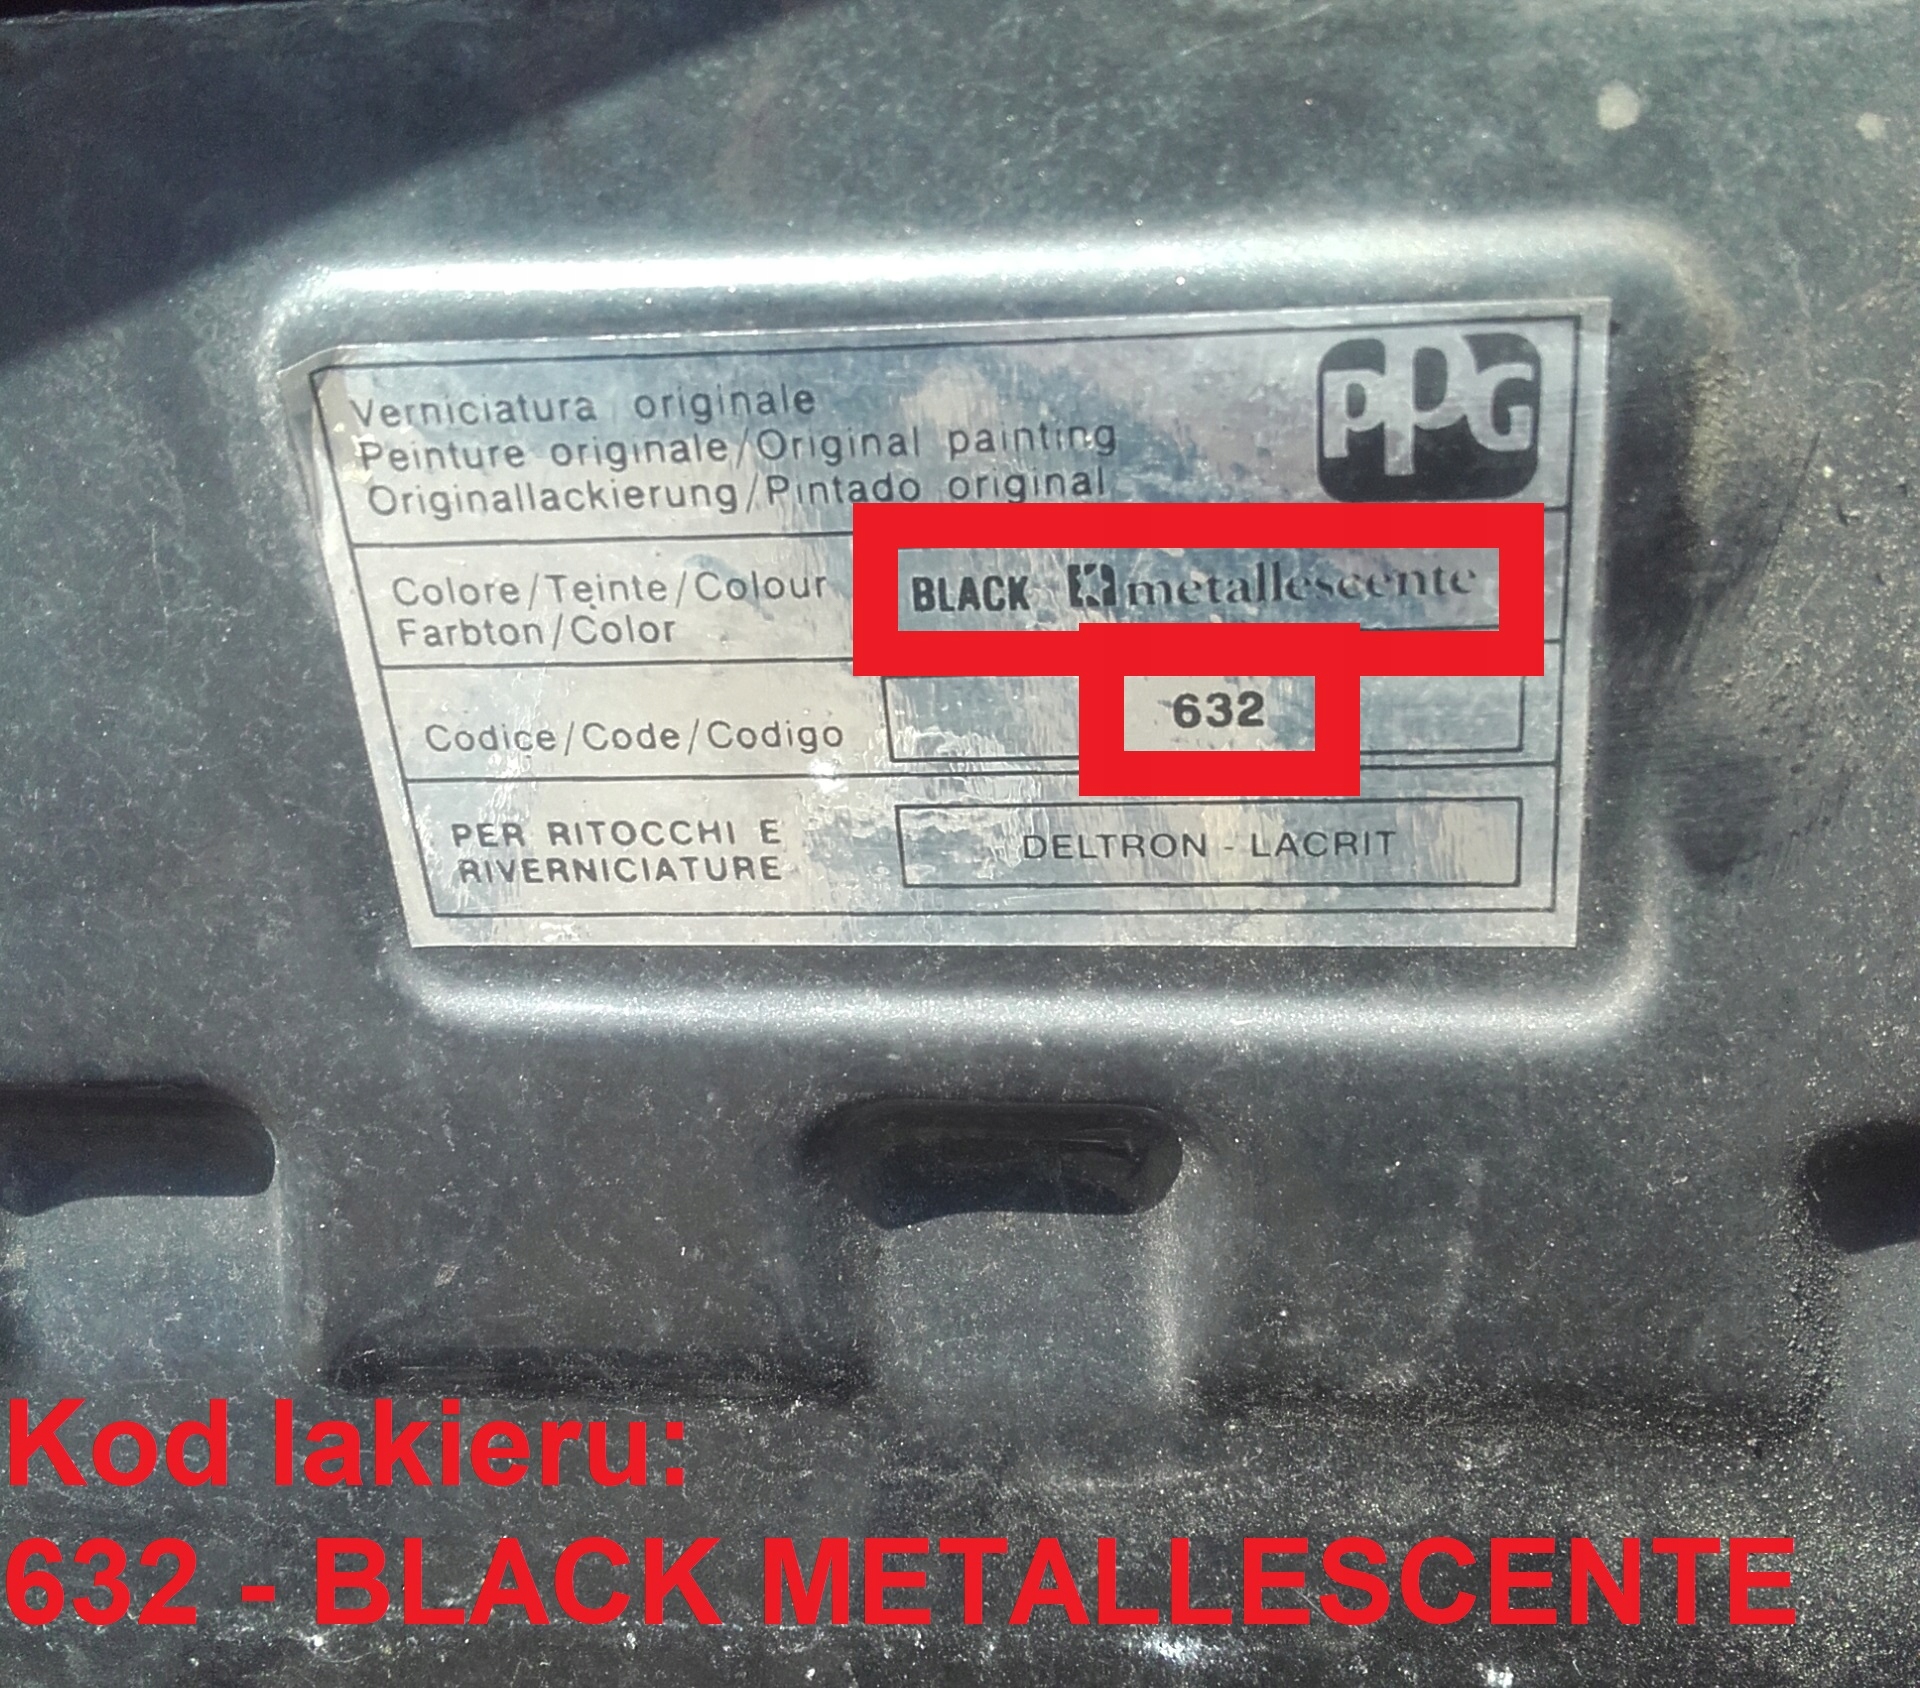 Verniciatura originale
Peinture originale/Original painting
Originallackierung/Pintado original
PPG
Colore/Teinte/Colour
Farbton/Color
BLACK metallescente
Codice/Code/Codigo
632
PER RITOCCHI E
RIVERNICIATURE
DELTRON - LACRIT
Kod lakieru:
632 - BLACK METALLESCENTE